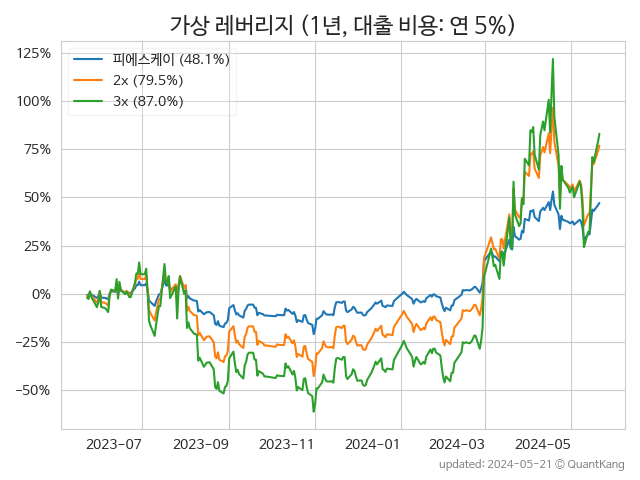 가상 레버리지 (1년, 대출 비용: 연 5%)
125%
100%
75%
50%
25%
0%
−25%
−50%
피에스케이 (48.1%)
2x (79.5%)
3x (87.0%)
2023-07
2023-09
2023-11
2024-01
2024-03
2024-05
updated: 2024-05-21 © QuantKang